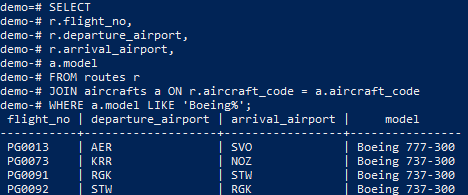 demo=# SELECT
demo-# r.flight_no,
demo-# r.departure_airport,
demo-# r.arrival_airport,
demo-# a.model
demo-# FROM routes r
demo-# JOIN aircrafts a ON r.aircraft_code = a.aircraft_code
demo-# WHERE a.model LIKE 'Boeing%';
 flight_no | departure_airport | arrival_airport |     model
-----------+-------------------+-----------------+----------------
 PG0013    | AER               | SVO             | Boeing 777-300
 PG0073    | KRR               | NOZ             | Boeing 737-300
 PG0091    | RGK               | STW             | Boeing 737-300
 PG0092    | STW               | RGK             | Boeing 737-300